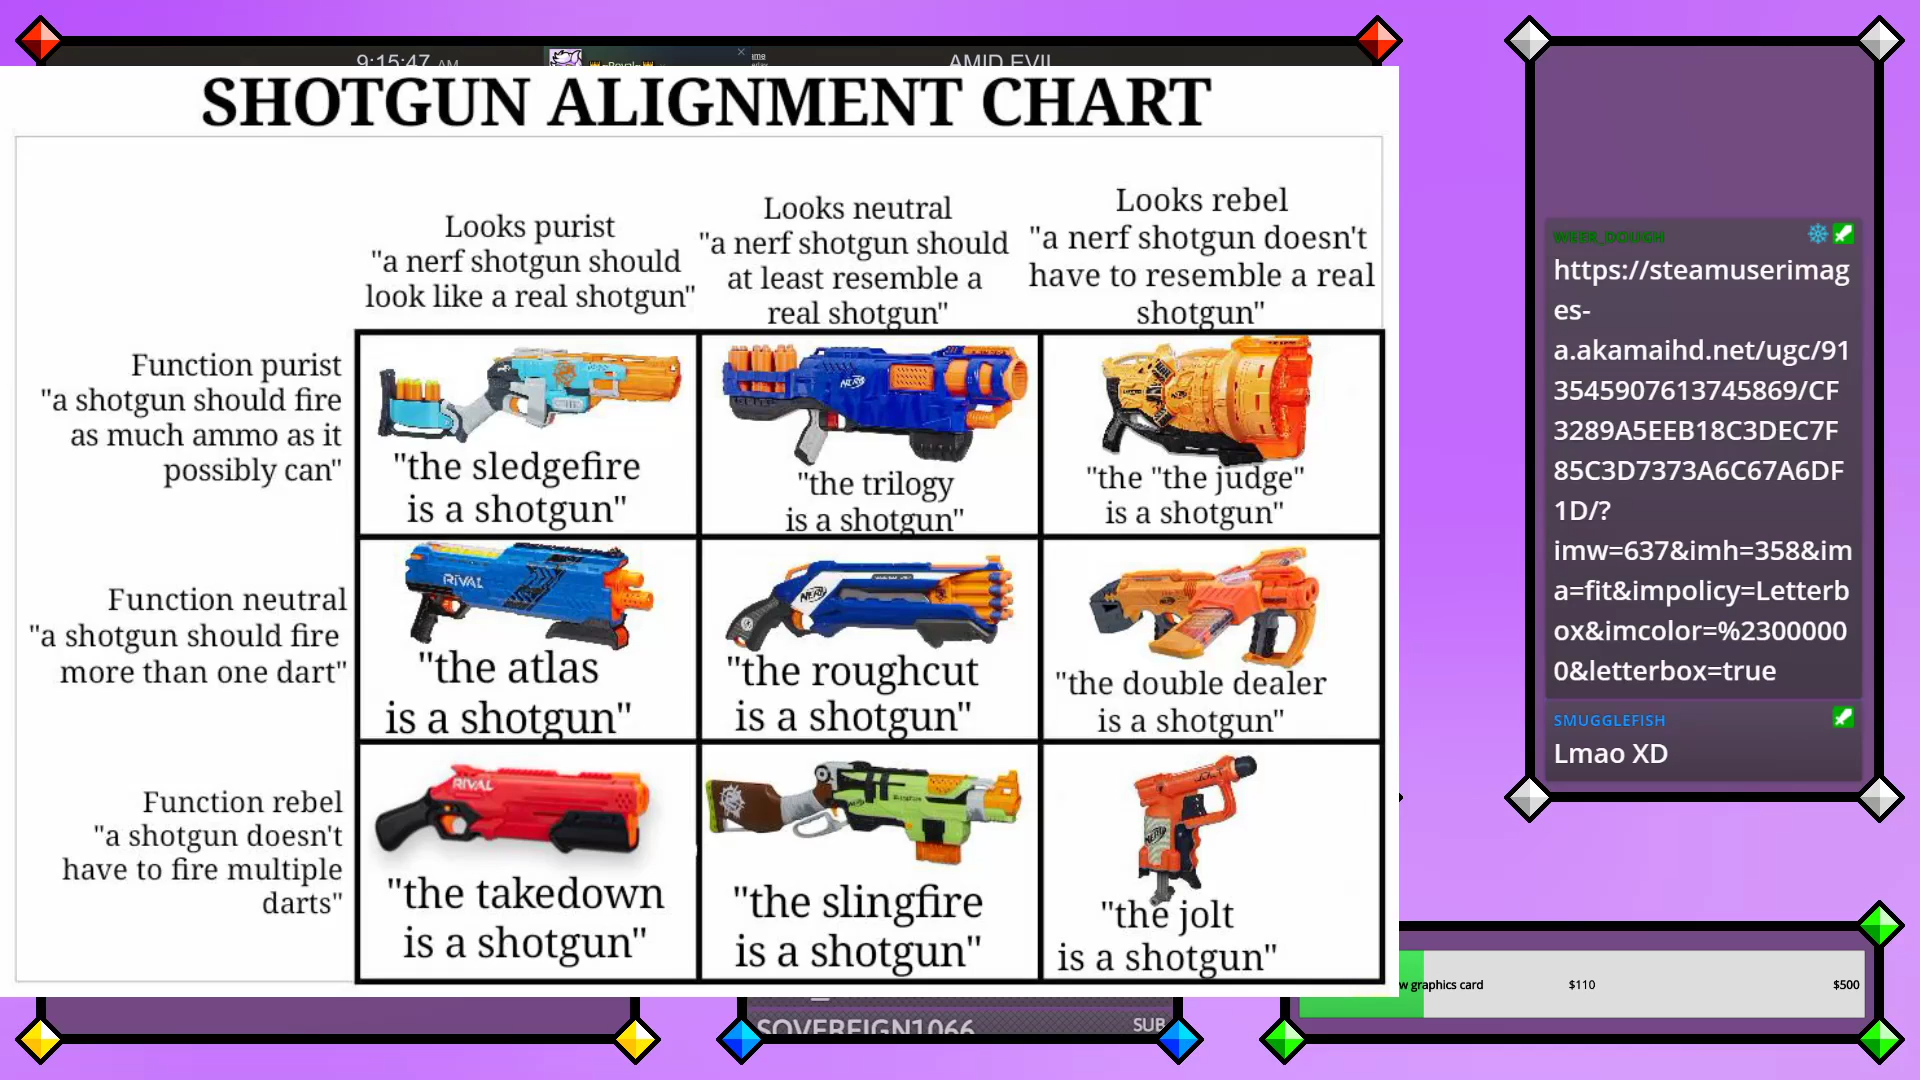 9:15:47 AM
AMID EVIL
SHOTGUN ALIGNMENT CHART
Looks purist
"a nerf shotgun should
look like a real shotgun"
Looks neutral
"a nerf shotgun should
at least resemble a
real shotgun"
Looks rebel
"a nerf shotgun doesn't
have to resemble a real
shotgun"
Function purist
"a shotgun should fire
as much ammo as it
possibly can"
"the sledgefire
is a shotgun"
NERF
"the trilogy
is a shotgun"
"the "the judge"
is a shotgun"
Function neutral
"a shotgun should fire
more than one dart"
RIVAL
"the atlas
is a shotgun"
NERF
"the roughcut
is a shotgun"
"the double dealer
is a shotgun"
Function rebel
"a shotgun doesn't
have to fire multiple
darts"
RIVAL
"the takedown
is a shotgun"
"the slingfire
is a shotgun"
JOLT
NERF
"the jolt
is a shotgun"
WEER_DOUGH
https://steamuserimag
es-
a.akamaihd.net/ugc/91
3545907613745869/CF
3289A5EEB18C3DEC7F
85C3D7373A6C67A6DF
1D/?
imw=637&imh=358&im
a=fit&impolicy=Letterb
ox&imcolor=%2300000
0&letterbox=true
SMUGGLEFISH
Lmao XD
w graphics card
$110
$500
SOVEREIGN1066
SUB